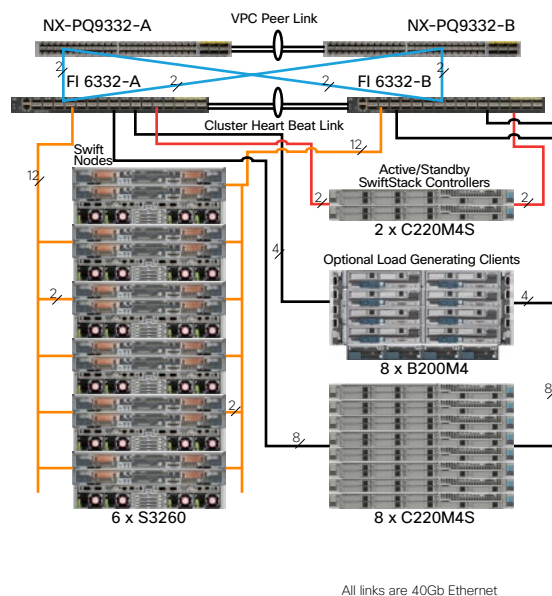 VPC Peer Link
NX-PQ9332-A
NX-PQ9332-B
2
2
2
2
FI 6332-A
FI 6332-B
Cluster Heart Beat Link
12
12
Swift
Nodes
Active/Standby
SwiftStack Controllers
2
2
2 x C220M4S
4
Optional Load Generating Clients
2
4
8 x B200M4
8
2
8
6 x S3260
8 x C220M4S
All links are 40Gb Ethernet